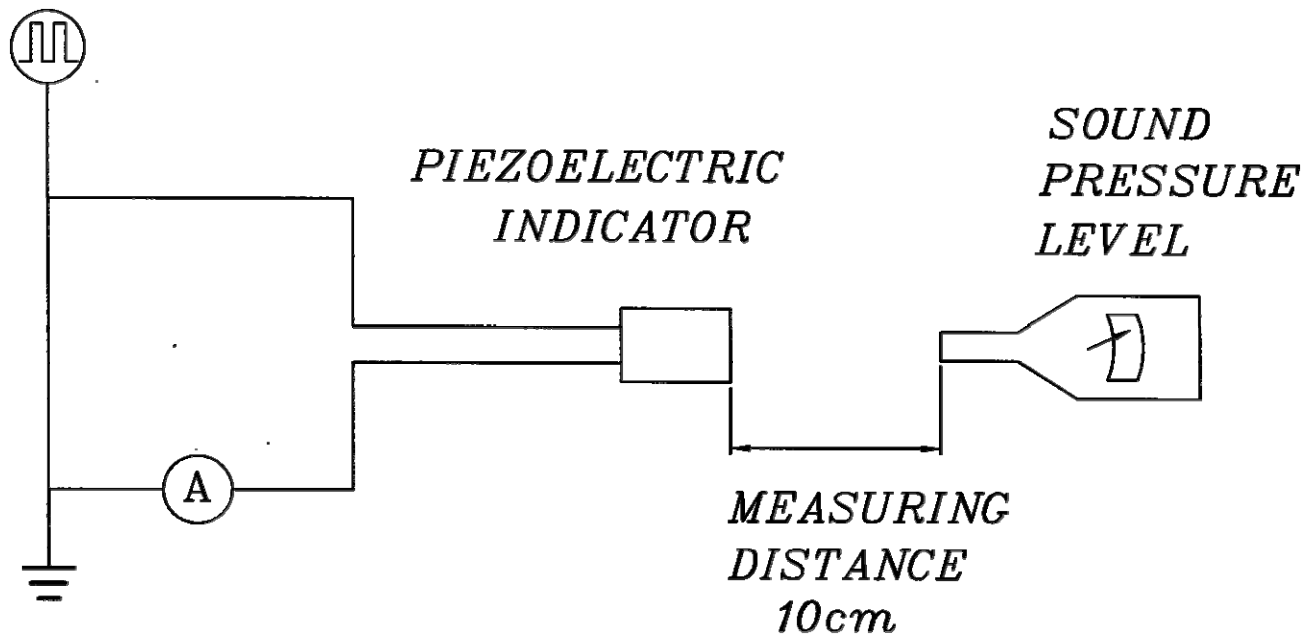 PIEZOELECTRIC
INDICATOR
SOUND
PRESSURE
LEVEL
A
MEASURING
DISTANCE
10cm